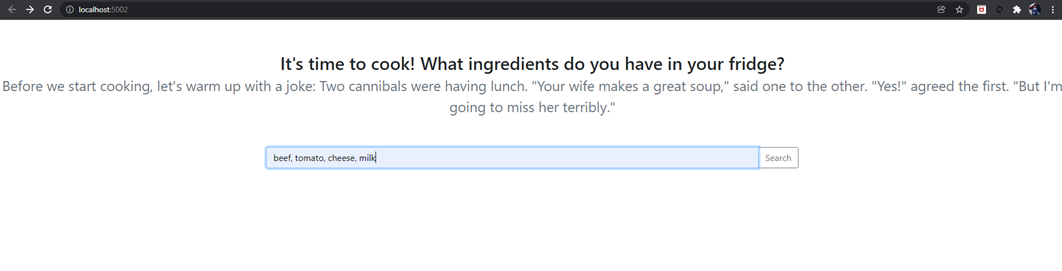 localhost:5002
It's time to cook! What ingredients do you have in your fridge?
Before we start cooking, let's warm up with a joke: Two cannibals were having lunch. "Your wife makes a great soup," said one to the other. "Yes!" agreed the first. "But I'm
going to miss her terribly."
beef, tomato, cheese, milk
Search